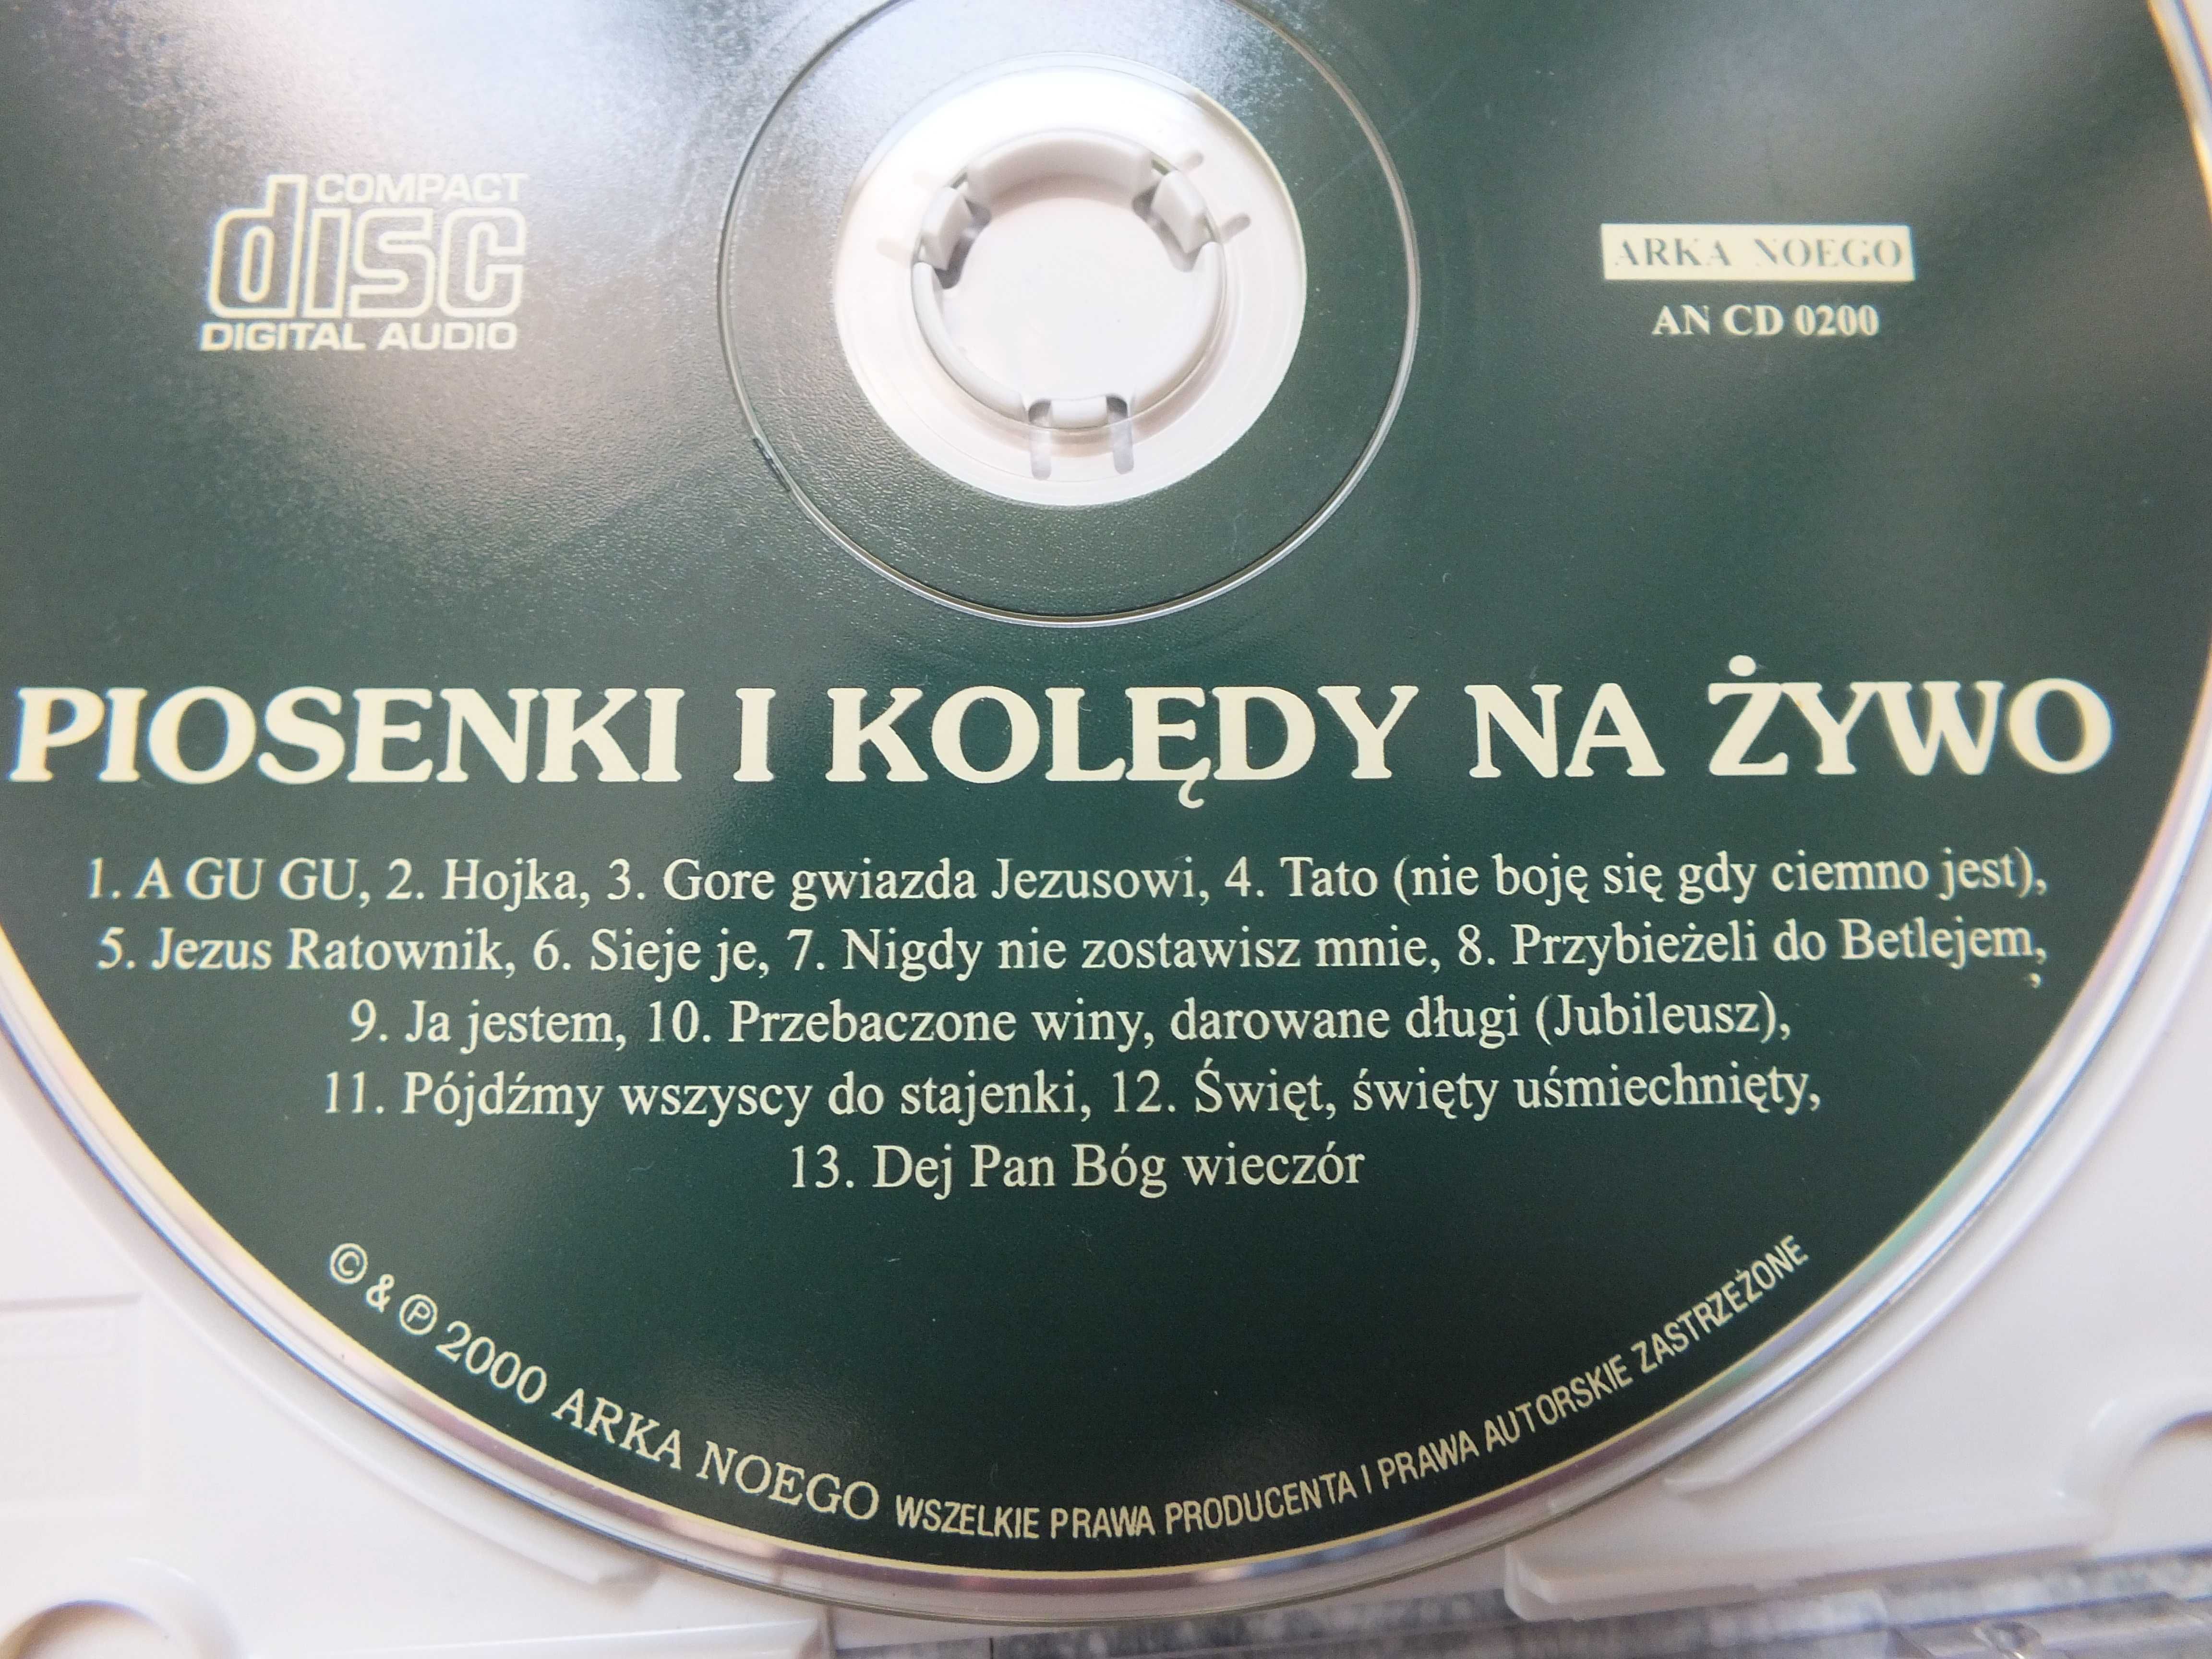 COMPACT
disc
DIGITAL AUDIO
ARKA NOEGO
AN CD 0200
PIOSENKI I KOLĘDY NA ŻYWO
1. A GU GU, 2. Hojka, 3. Gore gwiazda Jezusowi, 4. Tato (nie boję się gdy ciemno jest),
5. Jezus Ratownik, 6. Sieje je, 7. Nigdy nie zostawisz mnie, 8. Przybieżeli do Betlejem,
9. Ja jestem, 10. Przebaczone winy, darowane długi (Jubileusz),
11. Pójdźmy wszyscy do stajenki, 12. Święt, święty uśmiechnięty,
13. Dej Pan Bóg wieczór
© & ℗ 2000 ARKA NOEGO WSZELKIE PRAWA PRODUCENTA I PRAWA AUTORSKIE ZASTRZEŻONE